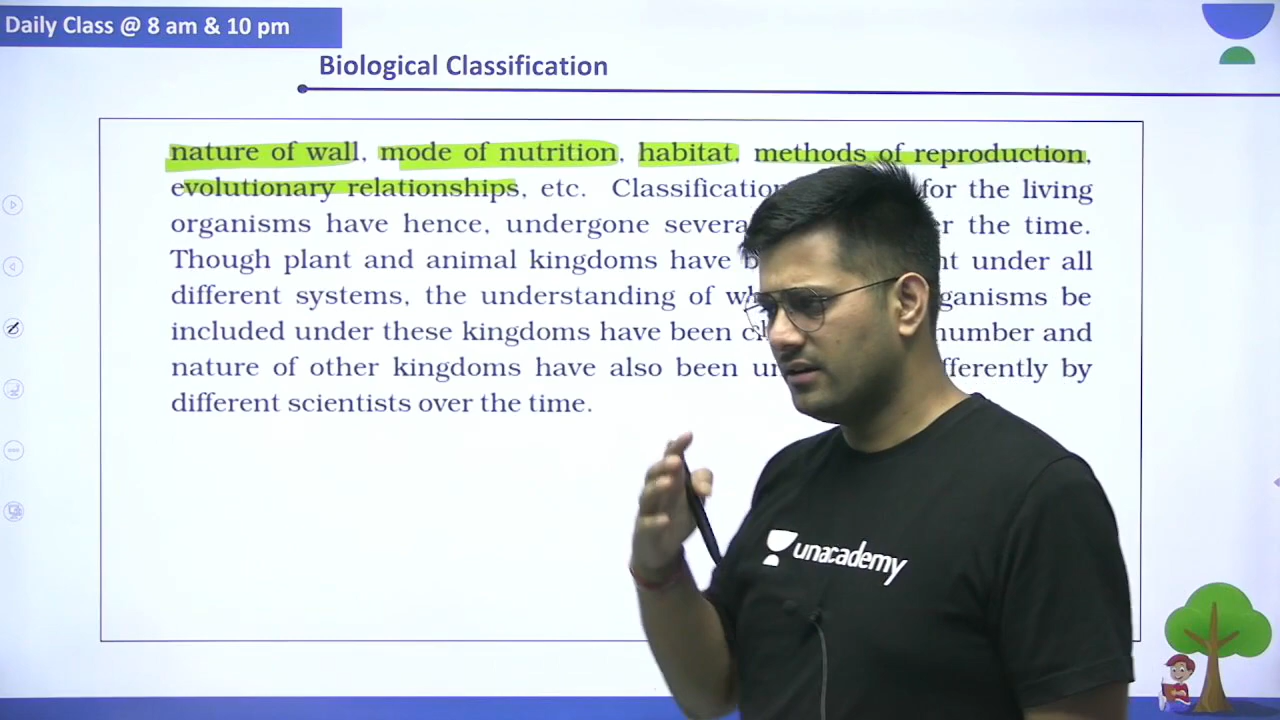 Daily Class @ 8 am & 10 pm
Biological Classification
nature of wall, mode of nutrition, habitat, methods of reproduction,
evolutionary relationships, etc. Classification for the living
organisms have hence, undergone several the time.
Though plant and animal kingdoms have under all
different systems, the understanding of be
included under these kingdoms have been number and
nature of other kingdoms have also been by
different scientists over the time.
unacademy